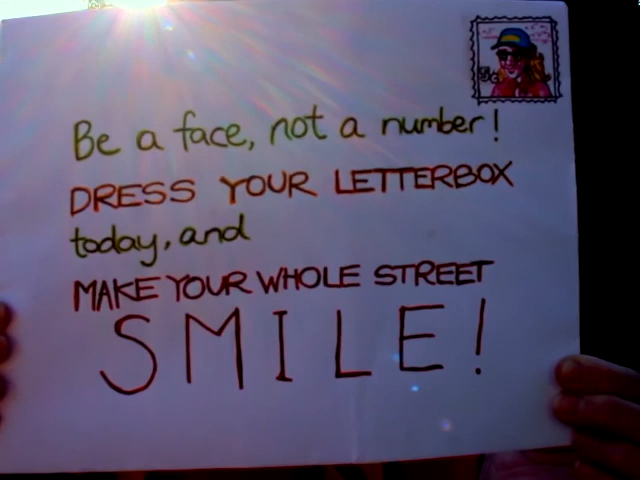 Be a face, not a number!
DRESS YOUR LETTERBOX
today, and
MAKE YOUR WHOLE STREET
SMILE!